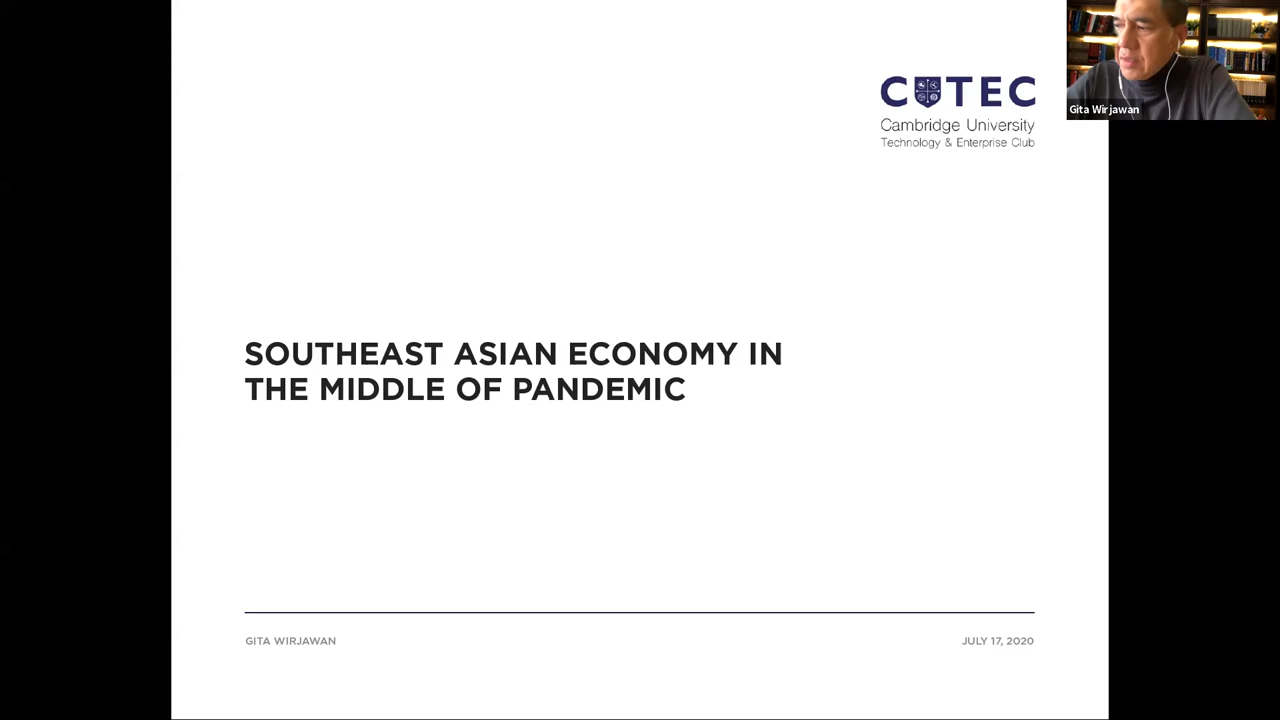 CUTEC
Cambridge University
Technology & Enterprise Club
Gita Wirjawan
SOUTHEAST ASIAN ECONOMY IN
THE MIDDLE OF PANDEMIC
GITA WIRJAWAN
JULY 17, 2020